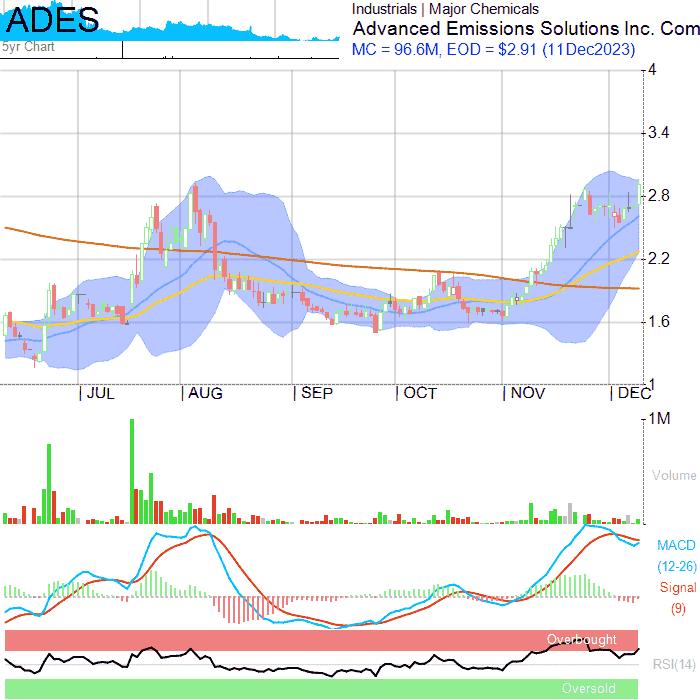 ADES
5yr Chart
Industrials | Major Chemicals
Advanced Emissions Solutions Inc. Com
MC = 96.6M, EOD = $2.91 (11Dec2023)
4
3.4
2.8
2.2
1.6
1
JUL AUG SEP OCT NOV DEC
1M
Volume
MACD
(12-26)
Signal
(9)
Overbought
RSI(14)
Oversold